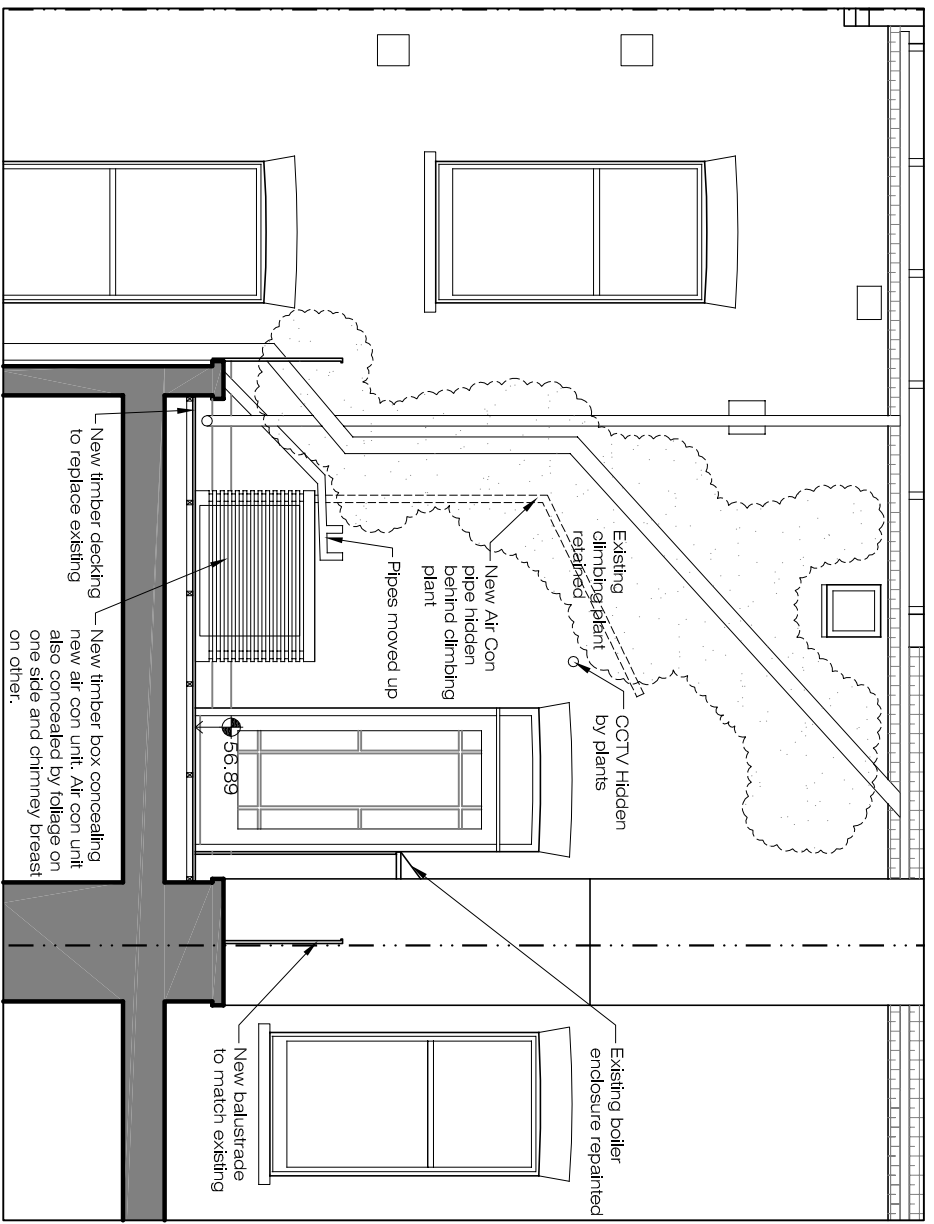 Existing
climbing plant
retained
CCTV Hidden
by plants
Existing boiler
enclosure repainted
New Air Con
pipe hidden
behind climbing
plant
Pipes moved up
56.89
New balustrade
to match existing
New timber decking
to replace existing
New timber box concealing
new air con unit. Air con unit
also concealed by foliage on
one side and chimney breast
on other.